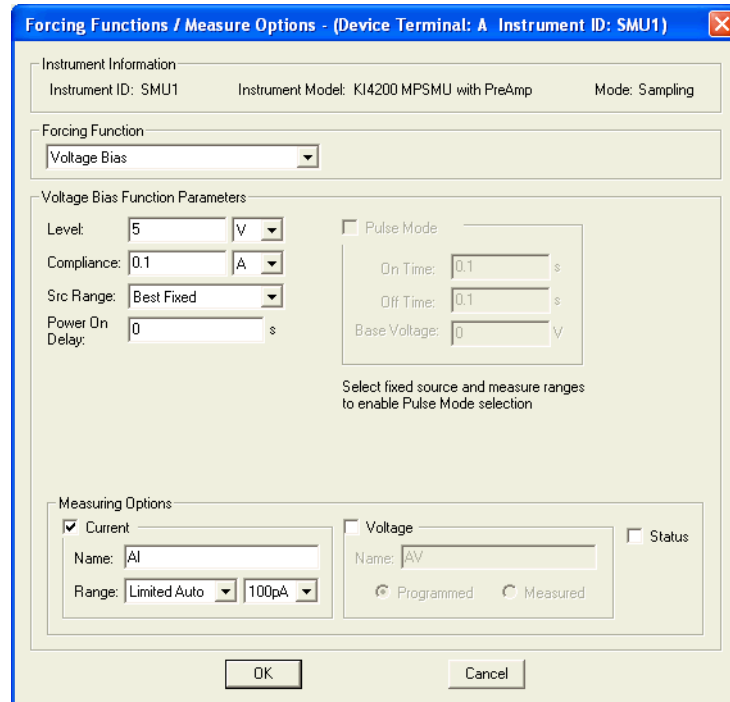 Forcing Functions / Measure Options - (Device Terminal: A Instrument ID: SMU1)
Instrument Information
Instrument ID: SMU1 Instrument Model: KI4200 MPSMU with PreAmp Mode: Sampling
Forcing Function
Voltage Bias
Voltage Bias Function Parameters
Level: 5 V
Compliance: 0.1 A
Src Range: Best Fixed
Power On Delay: 0 s
Pulse Mode
On Time: 0.1 s
Off Time: 0.1 s
Base Voltage: 0 V
Select fixed source and measure ranges
to enable Pulse Mode selection
Measuring Options
Current
Name: AI
Range: Limited Auto 100pA
Voltage
Name: AV
Programmed Measured
Status
OK Cancel